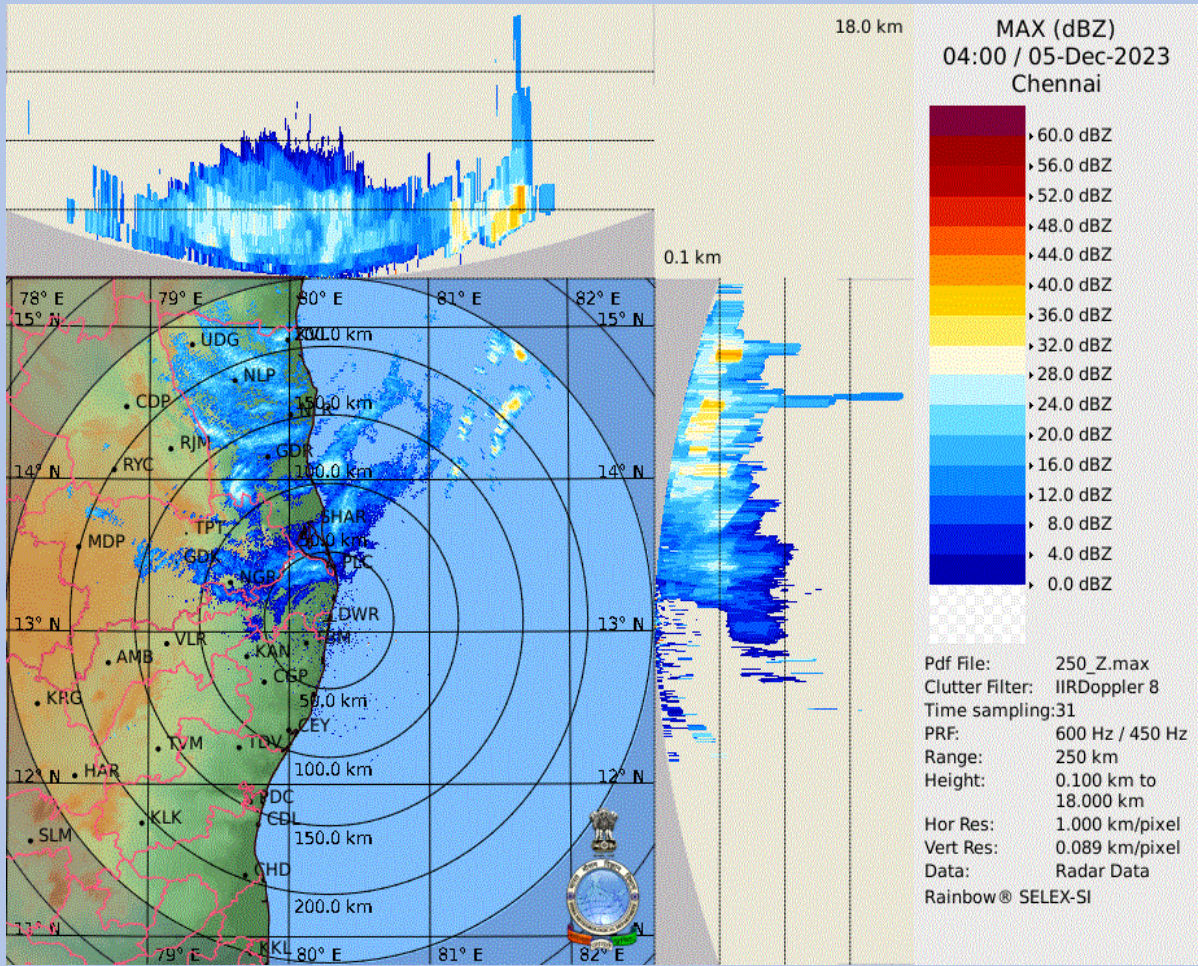 18.0 km
0.1 km
MAX (dBZ)
04:00 / 05-Dec-2023
Chennai
60.0 dBZ
56.0 dBZ
52.0 dBZ
48.0 dBZ
44.0 dBZ
40.0 dBZ
36.0 dBZ
32.0 dBZ
28.0 dBZ
24.0 dBZ
20.0 dBZ
16.0 dBZ
12.0 dBZ
8.0 dBZ
4.0 dBZ
0.0 dBZ
Pdf File: 250_Z.max
Clutter Filter: IIRDoppler 8
Time sampling:31
PRF: 600 Hz / 450 Hz
Range: 250 km
Height: 0.100 km to
18.000 km
Hor Res: 1.000 km/pixel
Vert Res: 0.089 km/pixel
Data: Radar Data
Rainbow® SELEX-SI
78° E 79° E 80° E 81° E 82° E
15° N 15° N
UDG
NLP
150.0 km
CDP
RJM
GDR
RYC
100.0 km
14° N 14° N
SHAR
TPT
MDP
GDK
PLC
NGP
DWR
13° N 13° N
VLR
KAN
AMB
CGP
KRG
50.0 km
CEY
TVM
TDV
100.0 km
HAR
12° N 12° N
PDC
KLK
CDL
SLM
150.0 km
CHD
200.0 km
11° N N
KKL
79° E 80° E 81° E 82° E